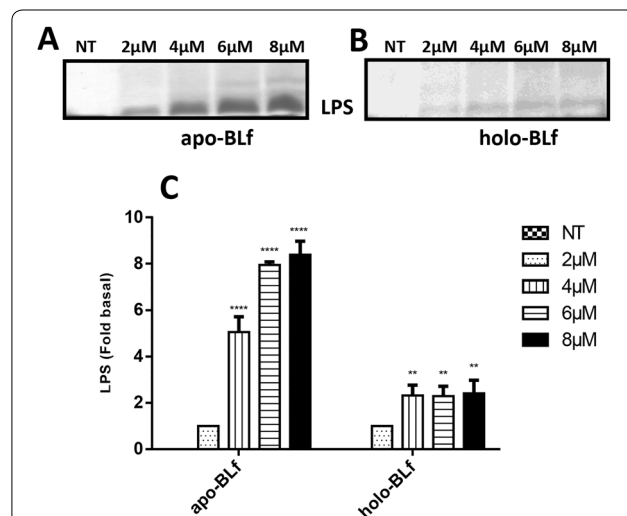 A
NT 2µM 4µM 6µM 8µM
apo-BLf
LPS
B
NT 2µM 4µM 6µM 8µM
holo-BLf
C
LPS (Fold basal)
10
8
6
4
2
0
**** **** ****
** ** **
apo-BLf
holo-BLf
NT
2µM
4µM
6µM
8µM